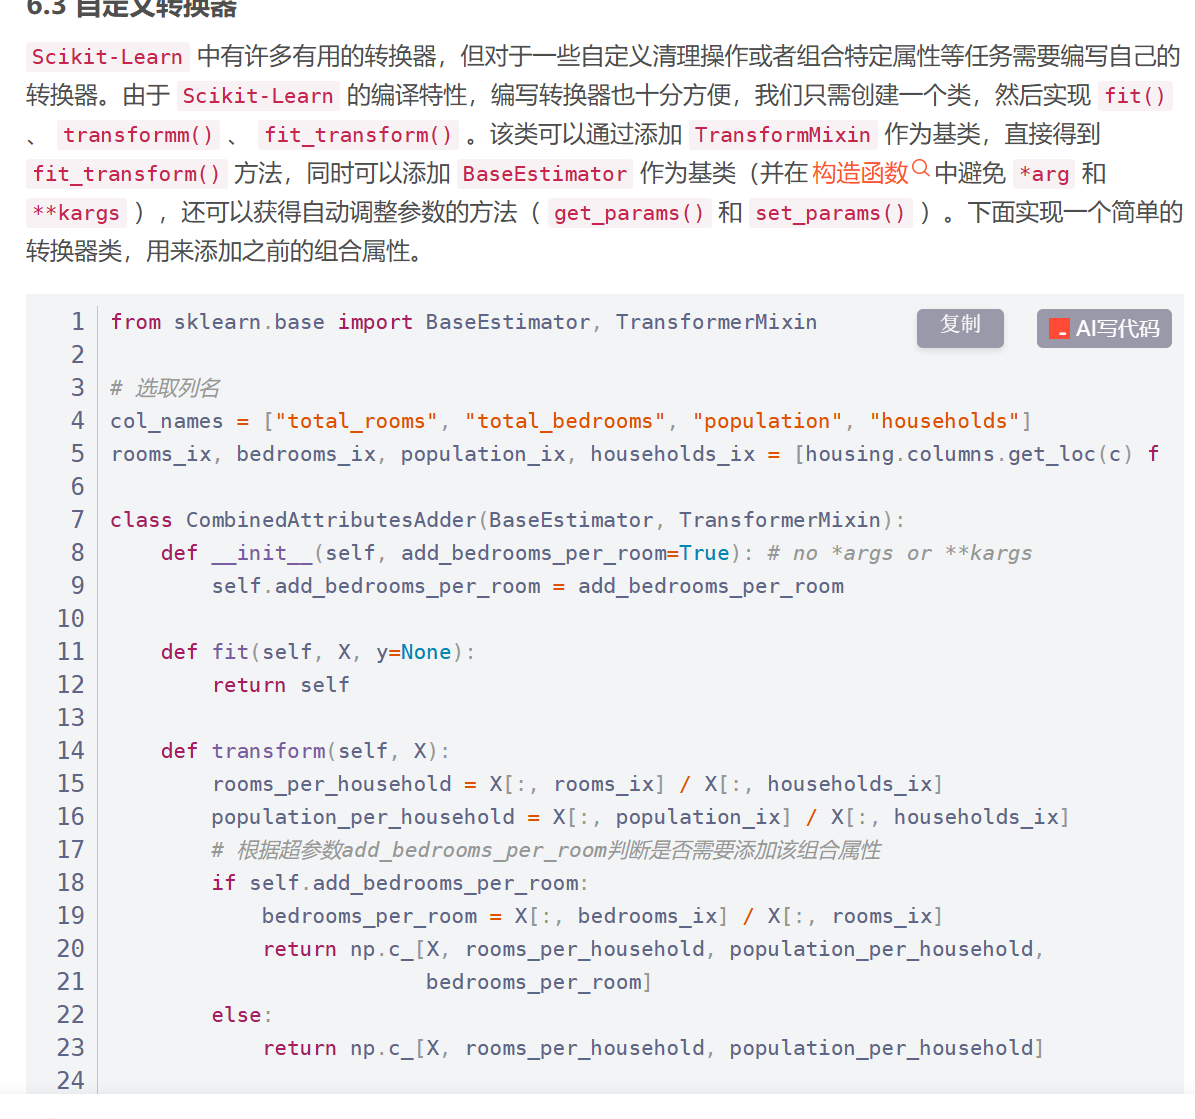 6.3 自定义转换器
Scikit-Learn 中有许多有用的转换器，但对于一些自定义清理操作或者组合特定属性等任务需要编写自己的
转换器。由于 Scikit-Learn 的编译特性，编写转换器也十分方便，我们只需创建一个类，然后实现 fit()
、 transformm() 、 fit_transform() 。该类可以通过添加 TransformMixin 作为基类，直接得到
fit_transform() 方法，同时可以添加 BaseEstimator 作为基类（并在构造函数中避免 *arg 和
**kargs ），还可以获得自动调整参数的方法（ get_params() 和 set_params() ）。下面实现一个简单的
转换器类，用来添加之前的组合属性。
复制
AI写代码
1 from sklearn.base import BaseEstimator, TransformerMixin
2
3 # 选取列名
4 col_names = ["total_rooms", "total_bedrooms", "population", "households"]
5 rooms_ix, bedrooms_ix, population_ix, households_ix = [housing.columns.get_loc(c) f
6
7 class CombinedAttributesAdder(BaseEstimator, TransformerMixin):
8     def __init__(self, add_bedrooms_per_room=True): # no *args or **kargs
9         self.add_bedrooms_per_room = add_bedrooms_per_room
10
11     def fit(self, X, y=None):
12         return self
13
14     def transform(self, X):
15         rooms_per_household = X[:, rooms_ix] / X[:, households_ix]
16         population_per_household = X[:, population_ix] / X[:, households_ix]
17         # 根据超参数add_bedrooms_per_room判断是否需要添加该组合属性
18         if self.add_bedrooms_per_room:
19             bedrooms_per_room = X[:, bedrooms_ix] / X[:, rooms_ix]
20             return np.c_[X, rooms_per_household, population_per_household,
21                          bedrooms_per_room]
22         else:
23             return np.c_[X, rooms_per_household, population_per_household]
24